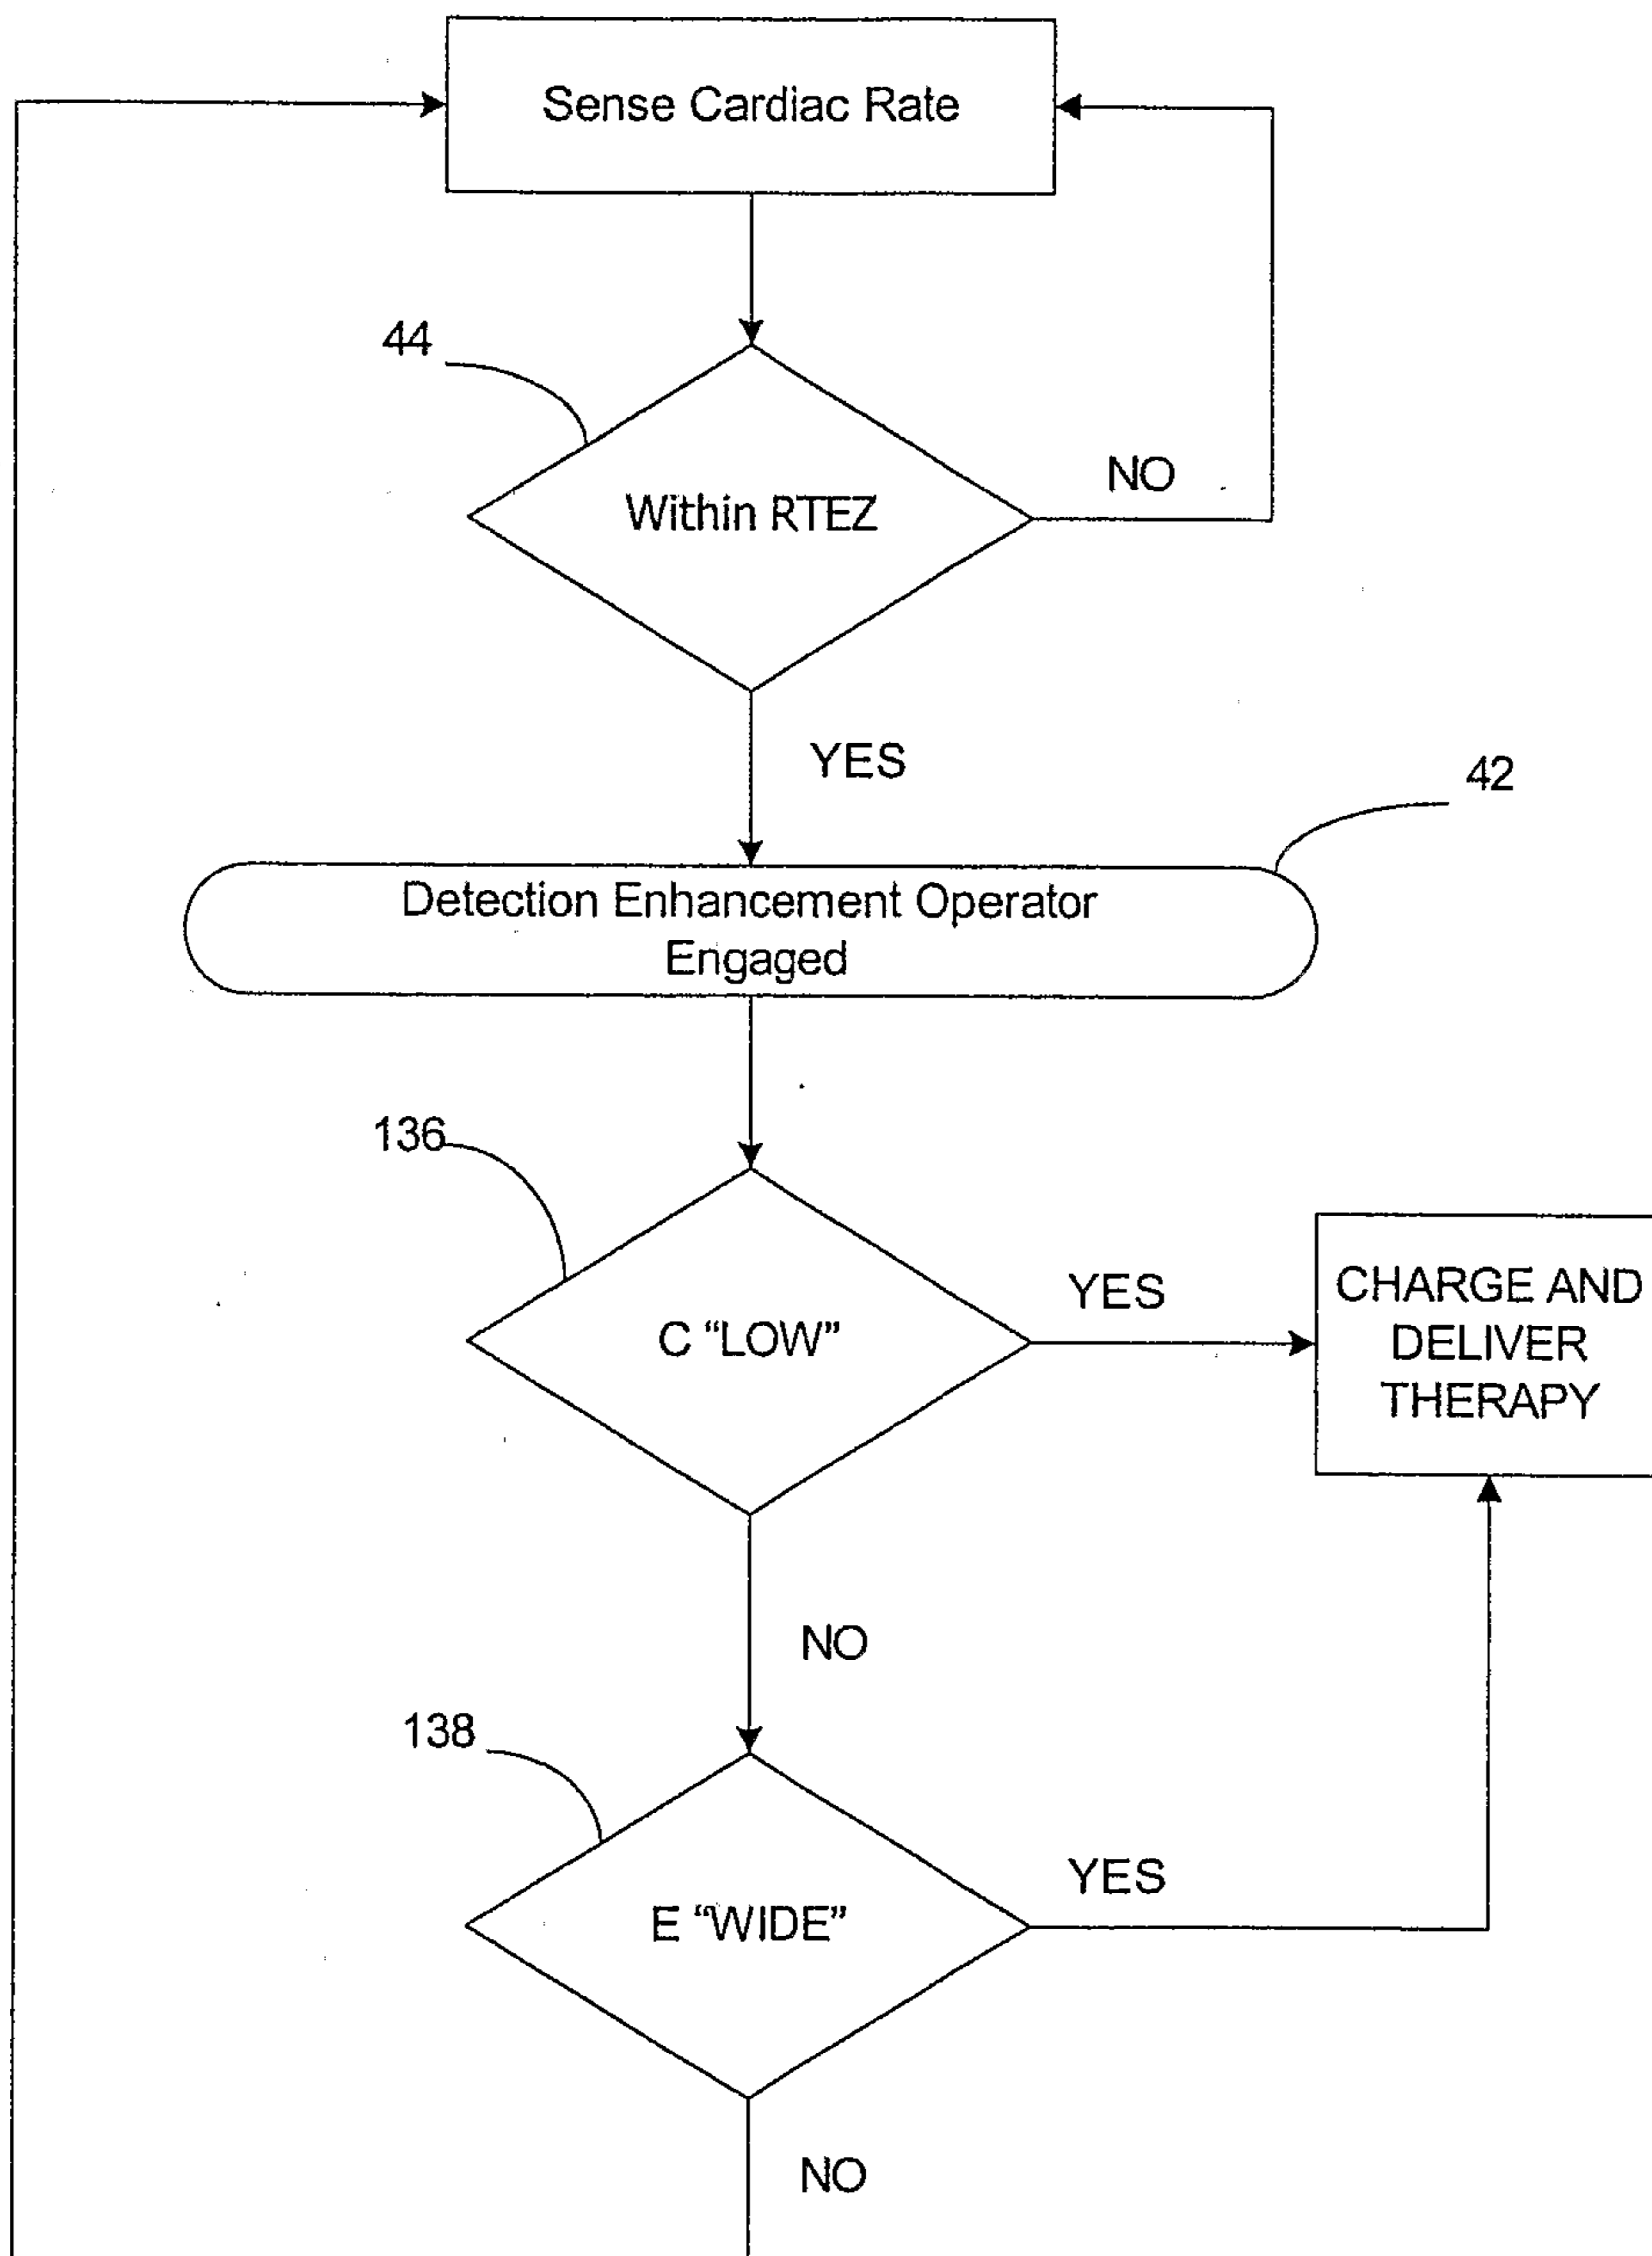 Sense Cardiac Rate
44
Within RTEZ
NO
YES
42
Detection Enhancement Operator
Engaged
136
C “LOW”
YES
CHARGE AND
DELIVER
THERAPY
NO
138
E “WIDE”
YES
NO